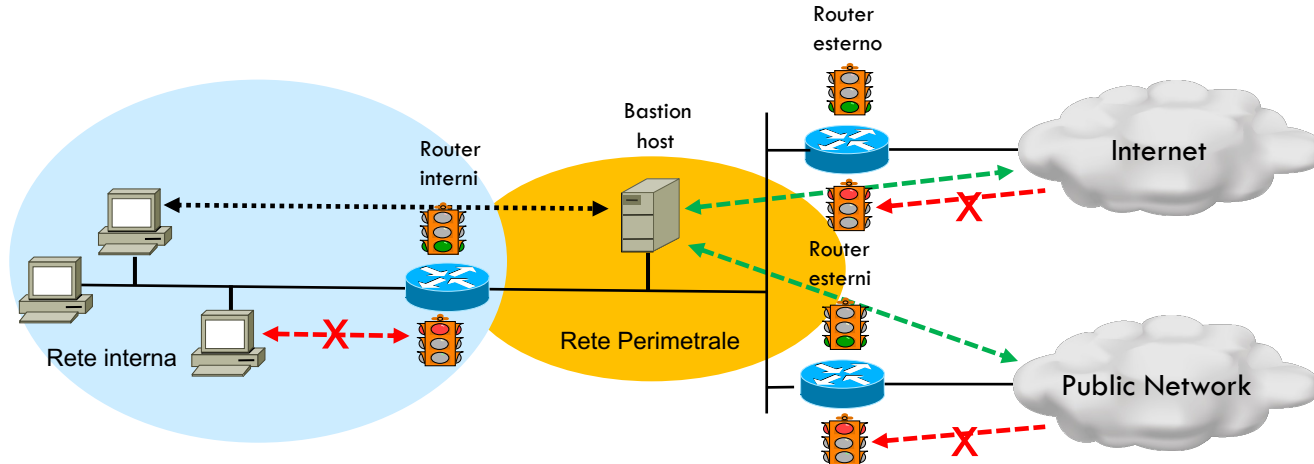 Router
esterno
Bastion
host
Internet
Router
interni
Router
esterni
Rete interna
Rete Perimetrale
Public Network